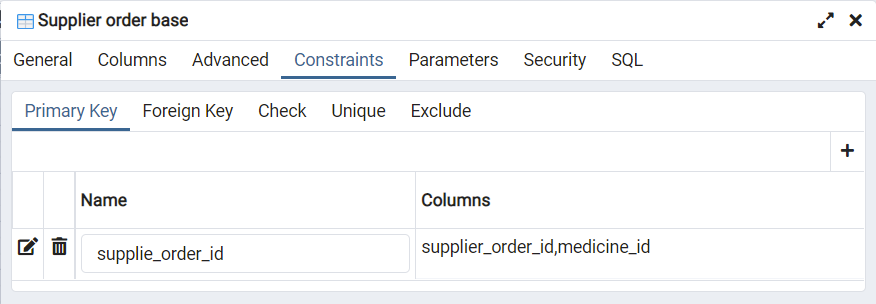 Supplier order base
General Columns Advanced Constraints Parameters Security SQL
Primary Key Foreign Key Check Unique Exclude
Name Columns
supplie_order_id supplier_order_id,medicine_id